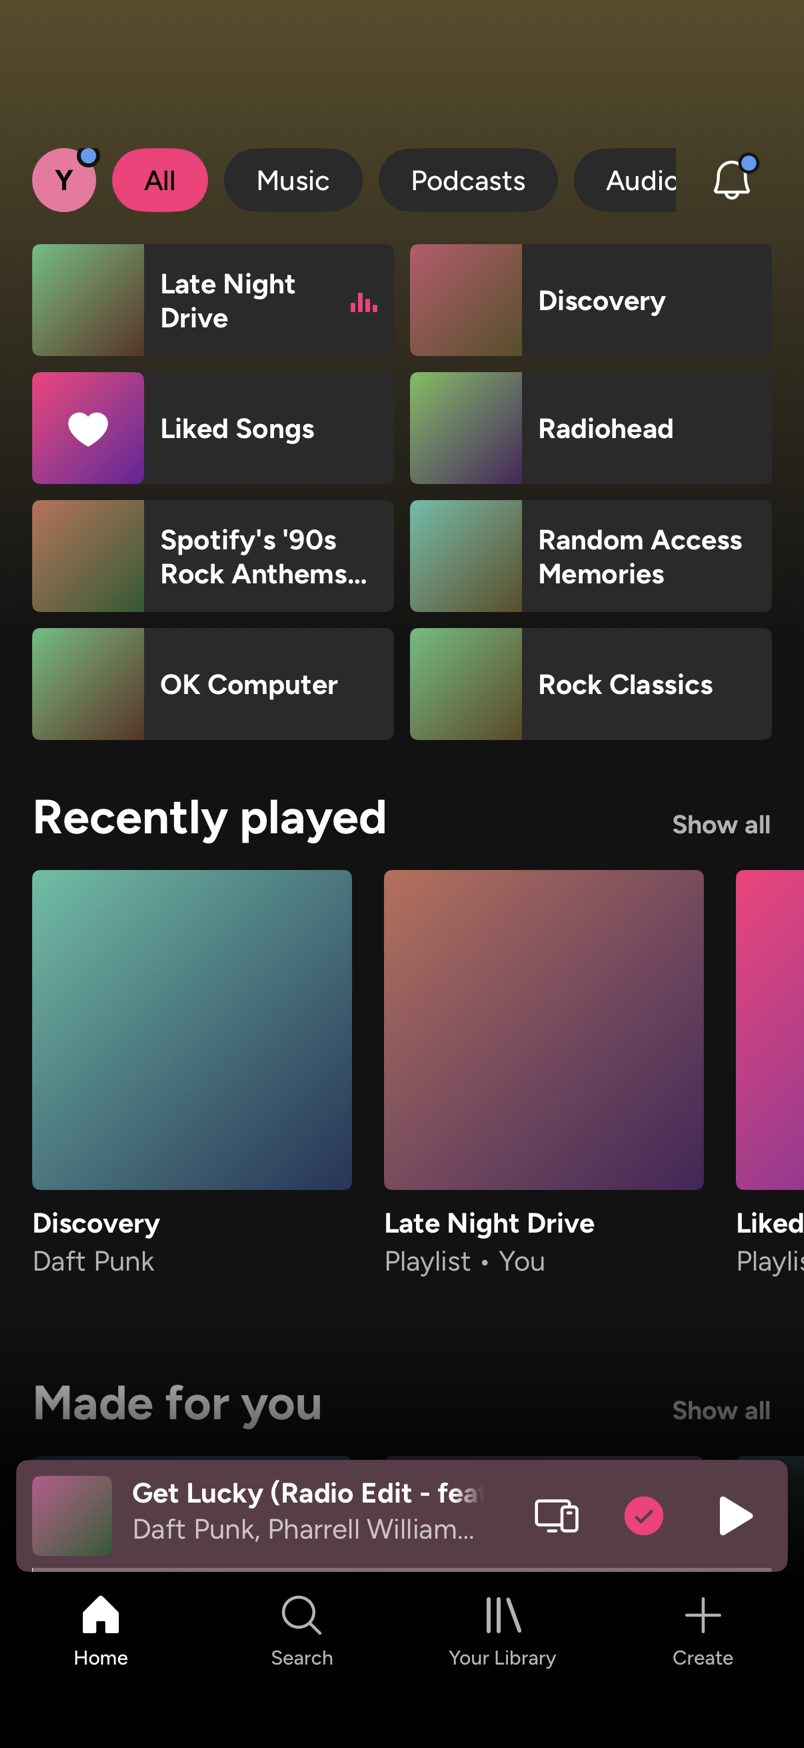 Y
All
Music
Podcasts
Audio
Late Night
Drive
Discovery
Liked Songs
Radiohead
Spotify's '90s
Rock Anthems...
Random Access
Memories
OK Computer
Rock Classics
Recently played
Show all
Discovery
Daft Punk
Late Night Drive
Playlist • You
Liked
Playlis
Made for you
Show all
Get Lucky (Radio Edit - feat
Daft Punk, Pharrell William...
Home
Search
Your Library
Create